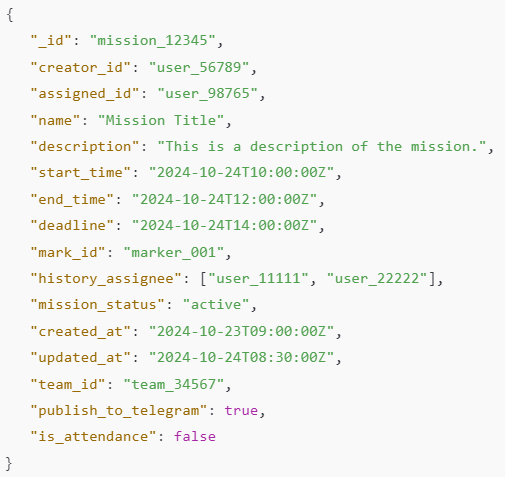 {
"_id": "mission_12345",
"creator_id": "user_56789",
"assigned_id": "user_98765",
"name": "Mission Title",
"description": "This is a description of the mission.",
"start_time": "2024-10-24T10:00:00Z",
"end_time": "2024-10-24T12:00:00Z",
"deadline": "2024-10-24T14:00:00Z",
"mark_id": "marker_001",
"history_assignee": ["user_11111", "user_22222"],
"mission_status": "active",
"created_at": "2024-10-23T09:00:00Z",
"updated_at": "2024-10-24T08:30:00Z",
"team_id": "team_34567",
"publish_to_telegram": true,
"is_attendance": false
}